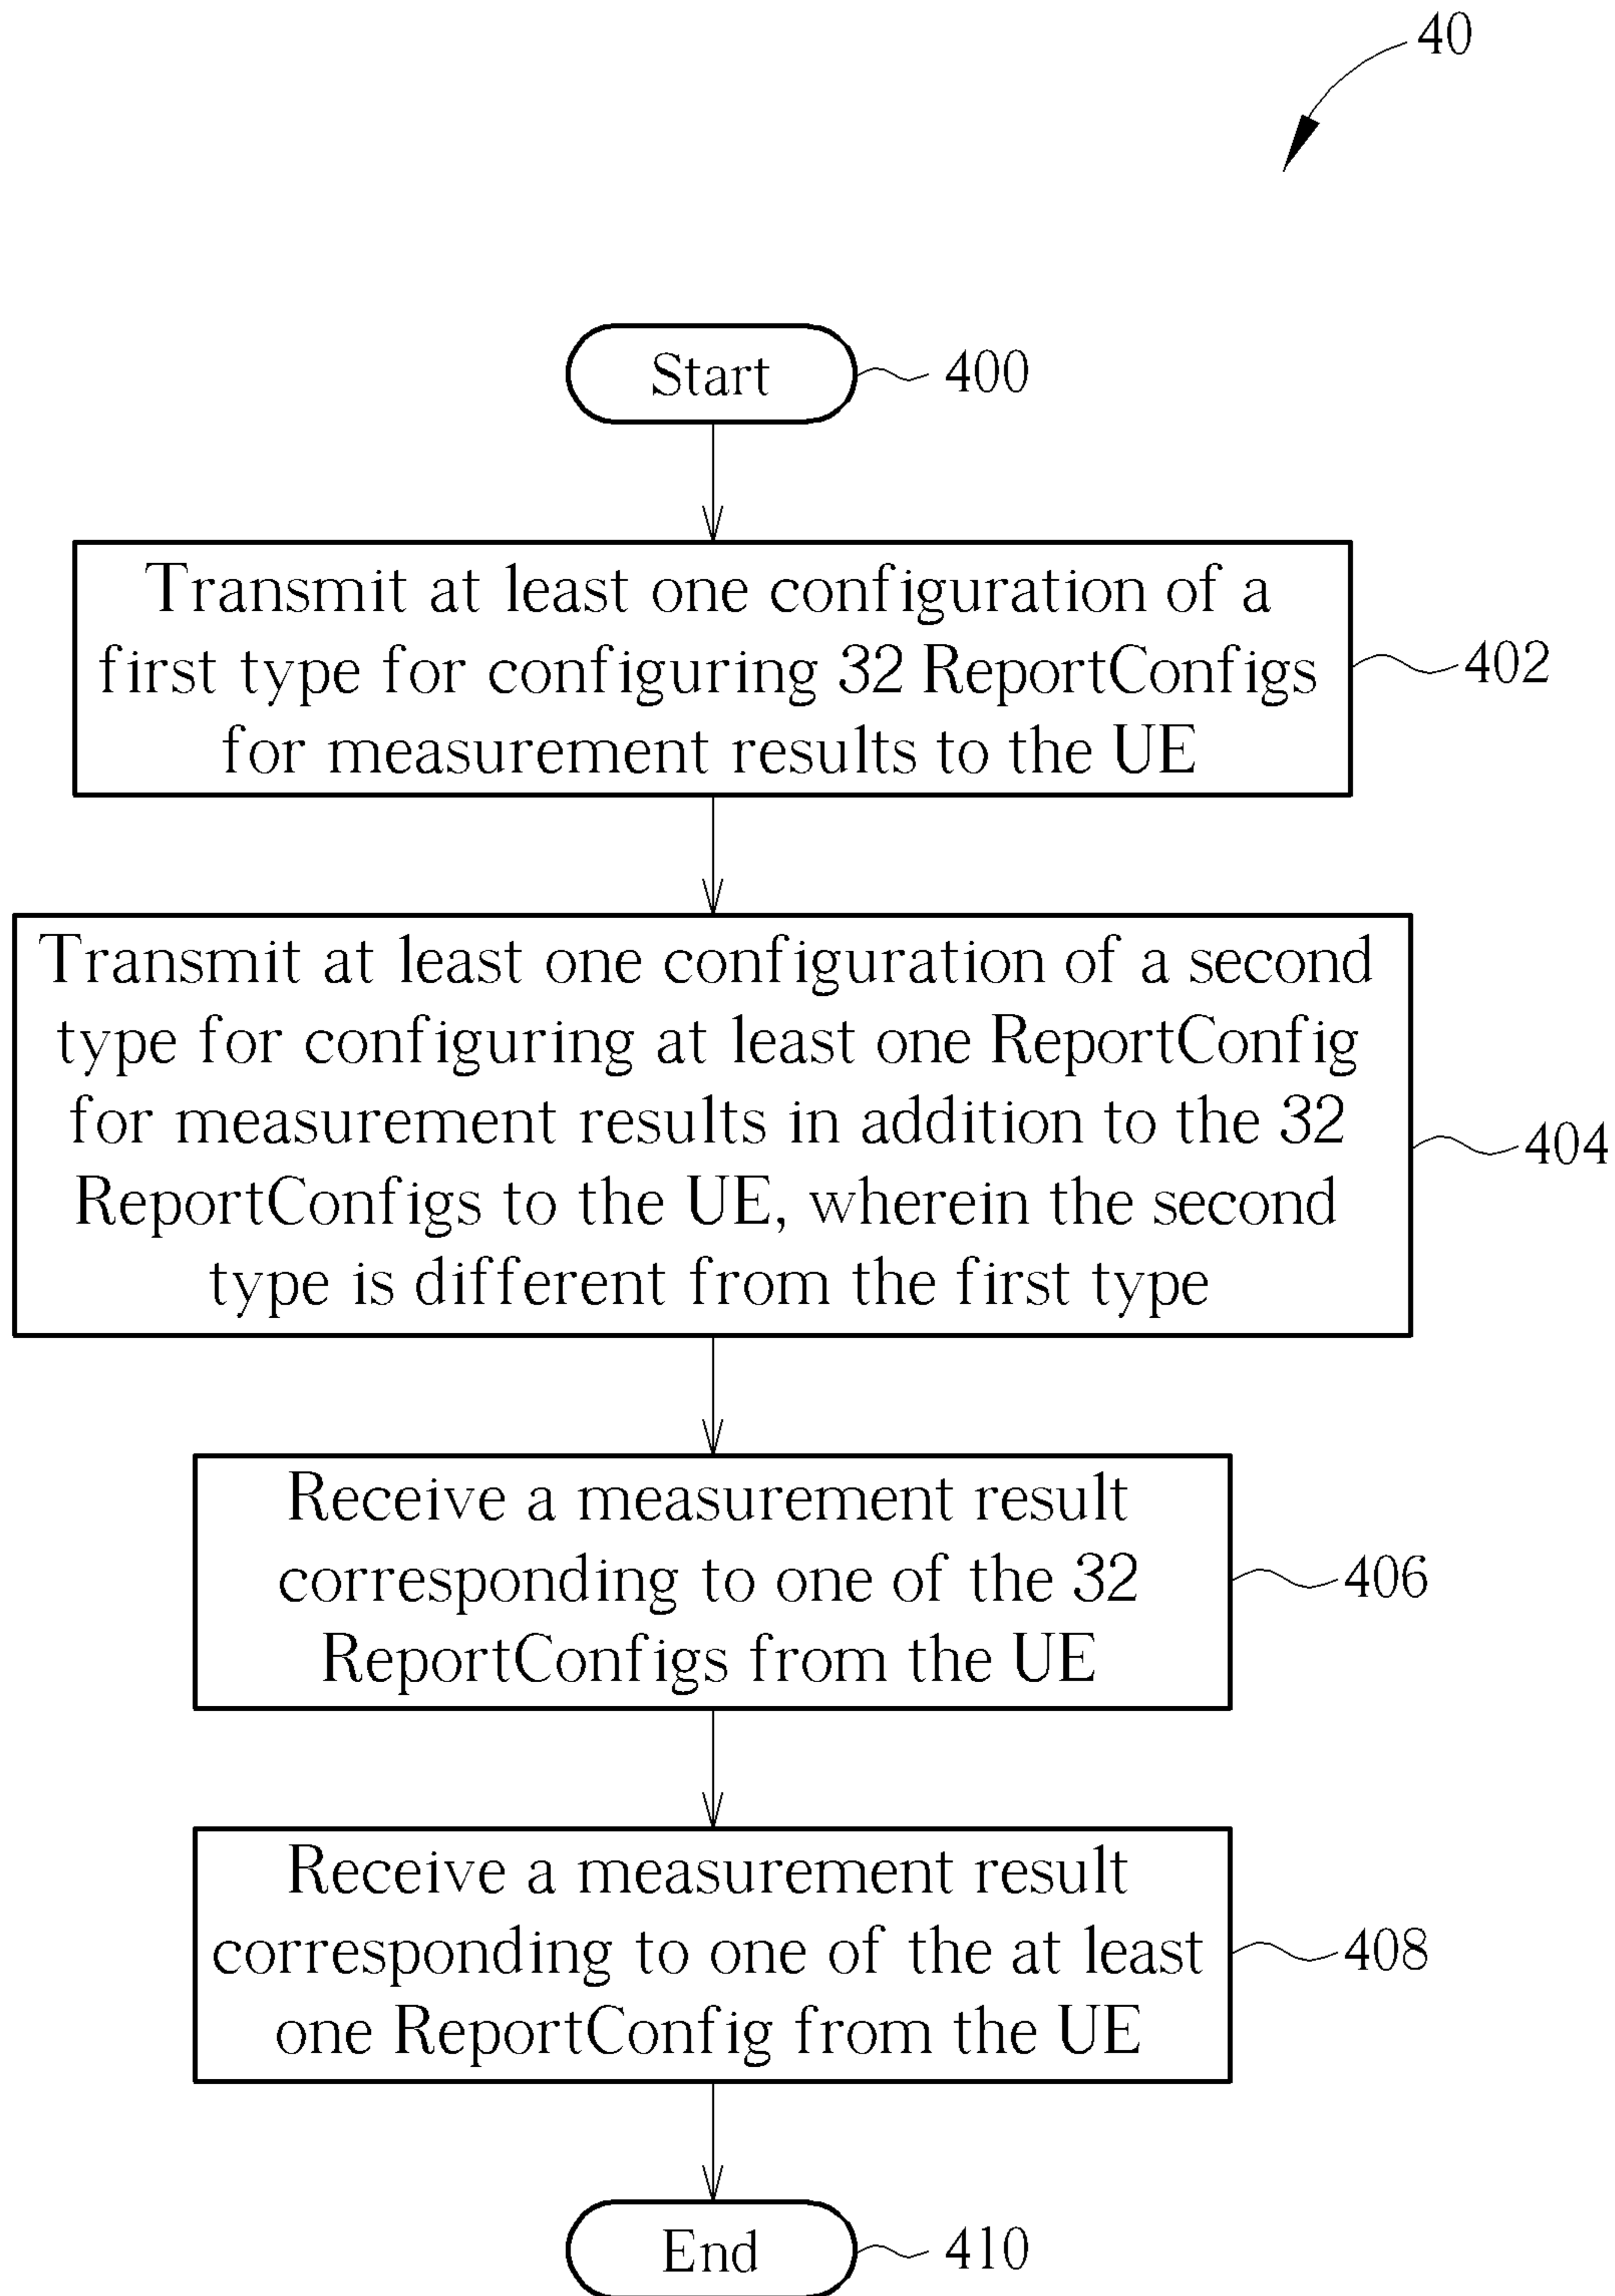 40
Start
400
Transmit at least one configuration of a
first type for configuring 32 ReportConfigs
for measurement results to the UE
402
Transmit at least one configuration of a second
type for configuring at least one ReportConfig
for measurement results in addition to the 32
ReportConfigs to the UE, wherein the second
type is different from the first type
404
Receive a measurement result
corresponding to one of the 32
ReportConfigs from the UE
406
Receive a measurement result
corresponding to one of the at least
one ReportConfig from the UE
408
End
410